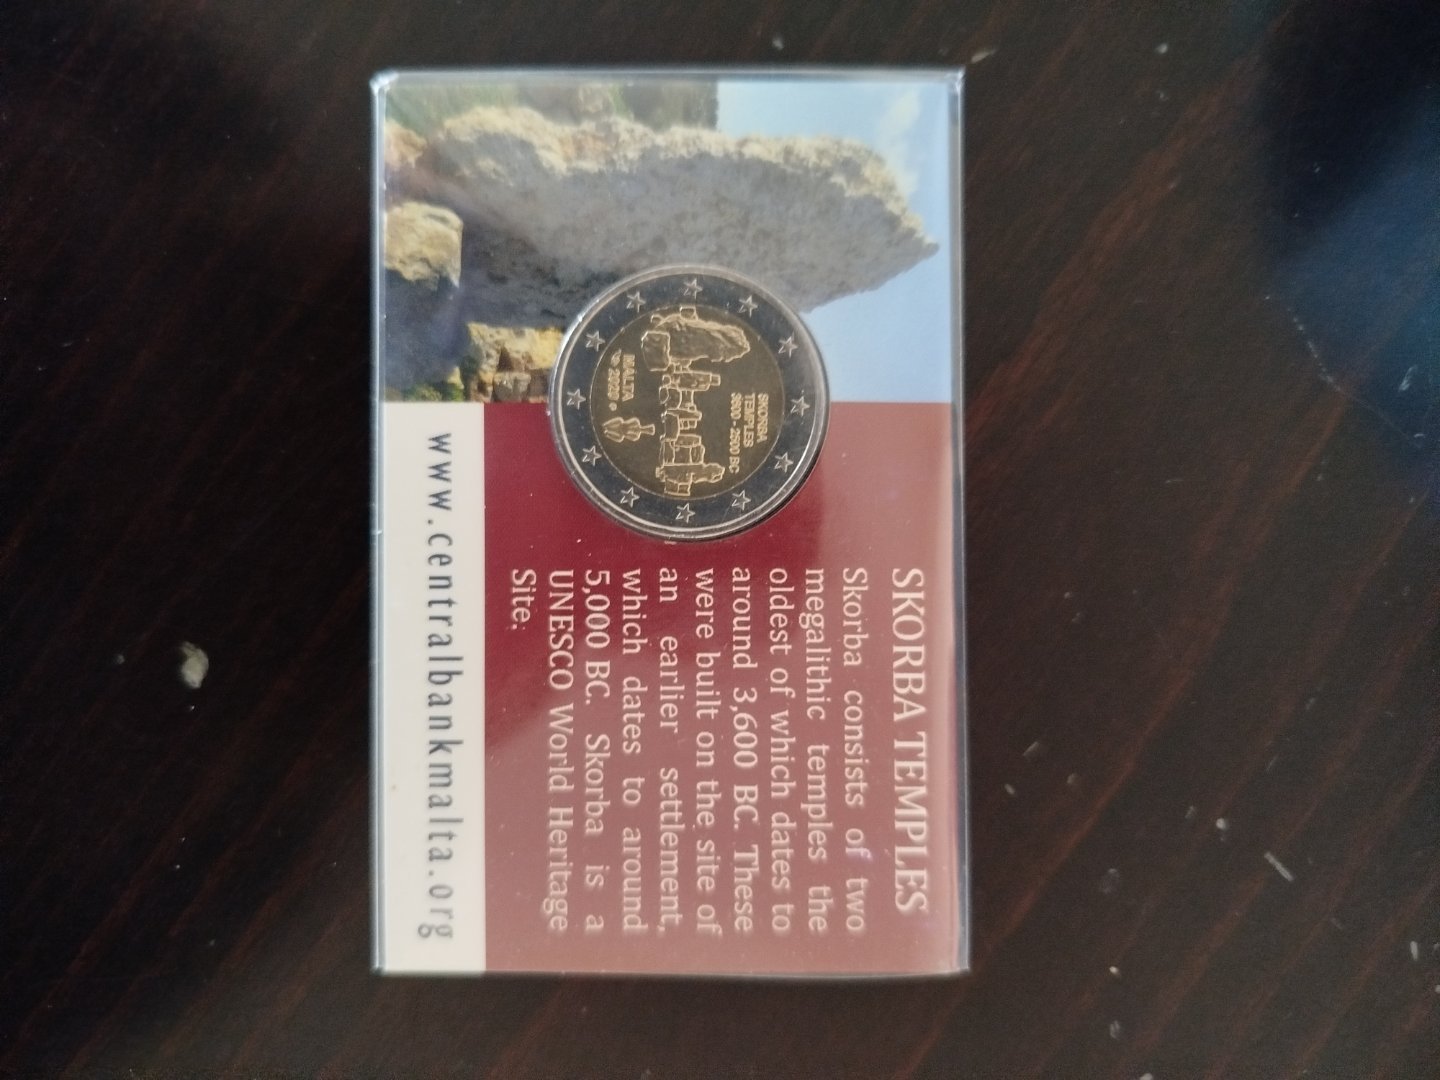 SKORBA TEMPLES
Skorba consists of two
megalithic temples the
oldest of which dates to
around 3,600 BC. These
were built on the site of
an earlier settlement,
which dates to around
5,000 BC. Skorba is a
UNESCO World Heritage
Site.
www.centralbankmalta.org
SKORBA
TEMPLES
3600 - 2500 BC
MALTA
2020